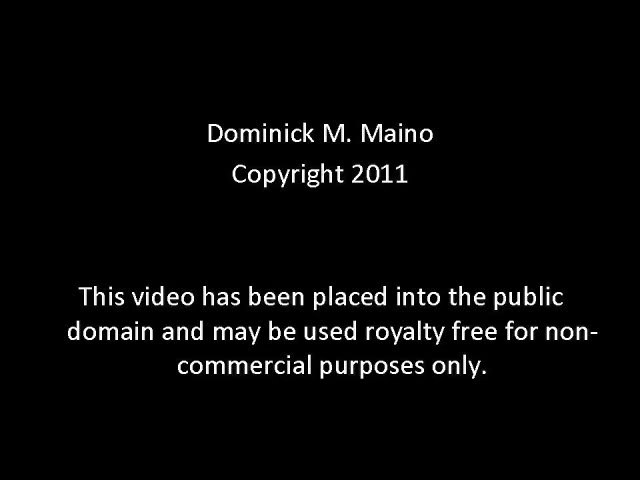 Dominick M. Maino
Copyright 2011
This video has been placed into the public
domain and may be used royalty free for non-
commercial purposes only.